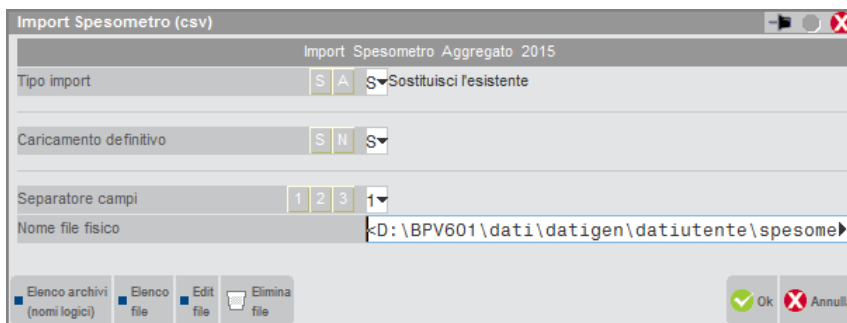 Import Spesometro (csv)
Import Spesometro Aggregato 2015
Tipo import S A S Sostituisci l'esistente
Caricamento definitivo S N S
Separatore campi 1 2 3 1
Nome file fisico <D:\BPV601\dati\datigen\datiutente\spesome
Elenco archivi (nomi logici)
Elenco file
Edit file
Elimina file
Ok
Annull